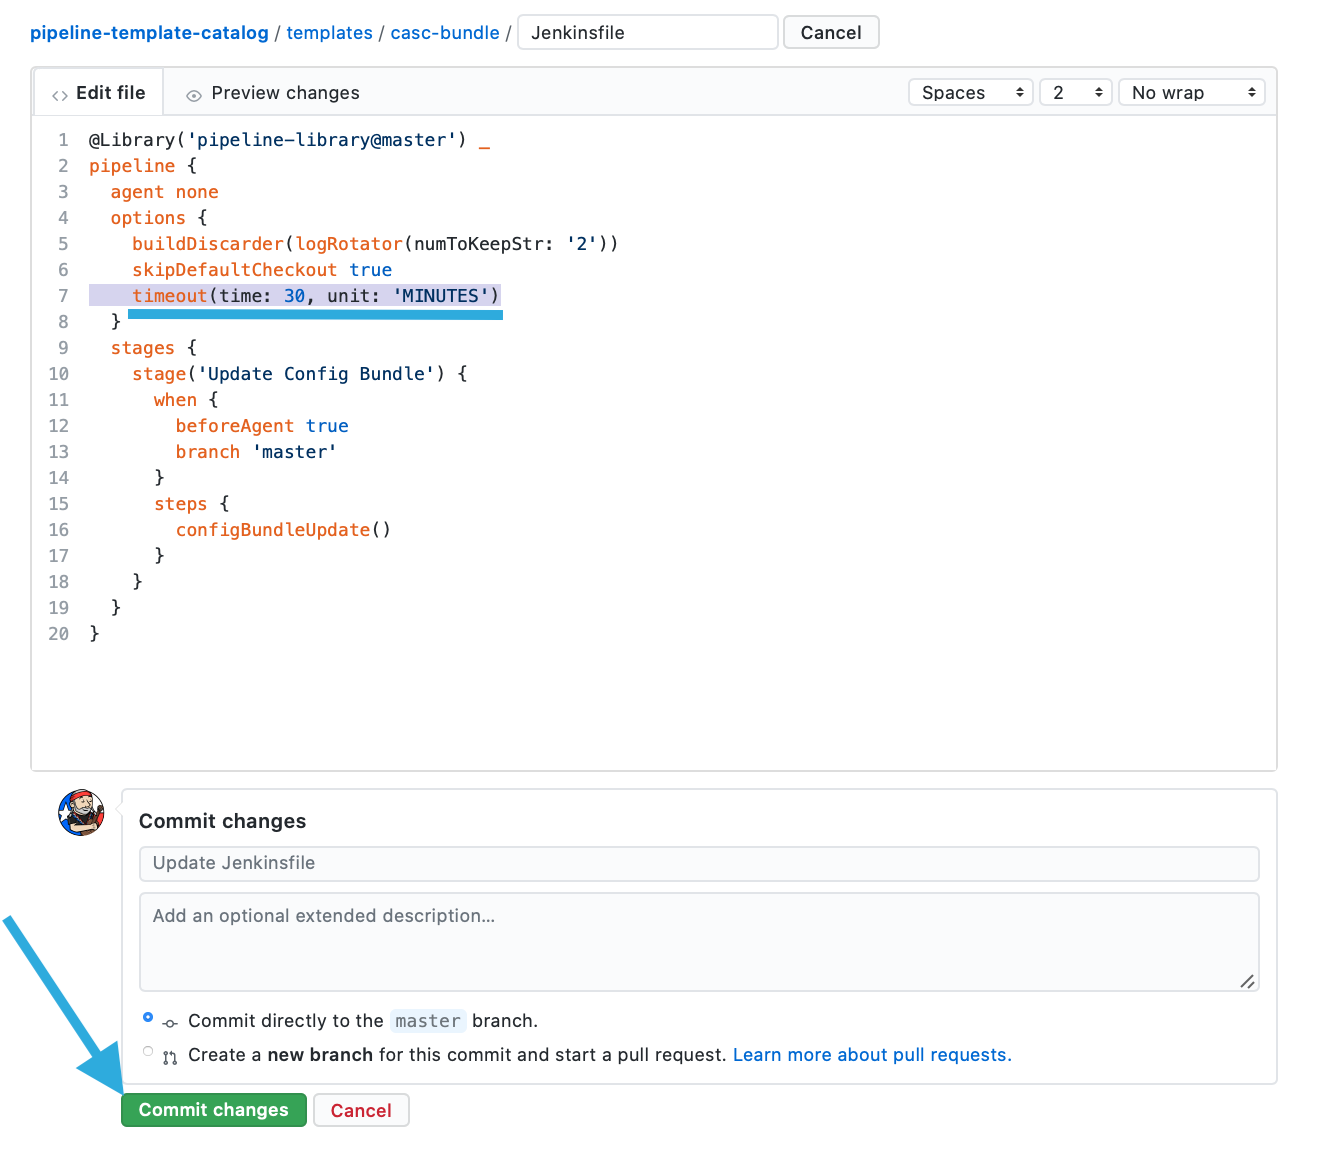 pipeline-template-catalog / templates / casc-bundle / Jenkinsfile Cancel
<> Edit file Preview changes Spaces 2 No wrap
1 @Library('pipeline-library@master') _
2 pipeline {
3   agent none
4   options {
5     buildDiscarder(logRotator(numToKeepStr: '2'))
6     skipDefaultCheckout true
7     timeout(time: 30, unit: 'MINUTES')
8   }
9   stages {
10     stage('Update Config Bundle') {
11       when {
12         beforeAgent true
13         branch 'master'
14       }
15       steps {
16         configBundleUpdate()
17       }
18     }
19   }
20 }
Commit changes
Update Jenkinsfile
Add an optional extended description...
Commit directly to the master branch.
Create a new branch for this commit and start a pull request. Learn more about pull requests.
Commit changes Cancel